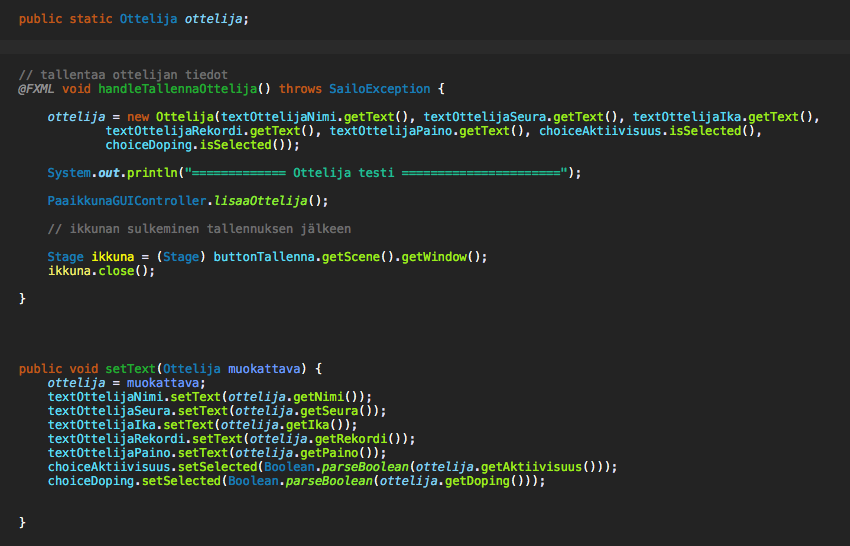 public static Ottelija ottelija;
// tallentaa ottelijan tiedot
@FXML void handleTallennaOttelija() throws SailoException {
ottelija = new Ottelija(textOttelijaNimi.getText(), textOttelijaSeura.getText(), textOttelijaIka.getText(),
textOttelijaRekordi.getText(), textOttelijaPaino.getText(), choiceAktiivisuus.isSelected(),
choiceDoping.isSelected());
System.out.println("============= Ottelija testi ======================");
PaaikkunaGUIController.lisaaOttelija();
// ikkunan sulkeminen tallennuksen jälkeen
Stage ikkuna = (Stage) buttonTallenna.getScene().getWindow();
ikkuna.close();
}
public void setText(Ottelija muokattava) {
ottelija = muokattava;
textOttelijaNimi.setText(ottelija.getNimi());
textOttelijaSeura.setText(ottelija.getSeura());
textOttelijaIka.setText(ottelija.getIka());
textOttelijaRekordi.setText(ottelija.getRekordi());
textOttelijaPaino.setText(ottelija.getPaino());
choiceAktiivisuus.setSelected(Boolean.parseBoolean(ottelija.getAktiivisuus()));
choiceDoping.setSelected(Boolean.parseBoolean(ottelija.getDoping()));
}